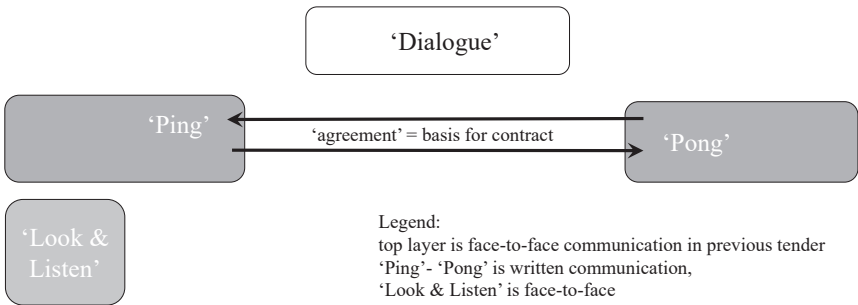 ‘Dialogue’
‘Ping’
‘agreement’ = basis for contract
‘Pong’
‘Look &
Listen’
Legend:
top layer is face-to-face communication in previous tender
‘Ping’- ‘Pong’ is written communication,
‘Look & Listen’ is face-to-face